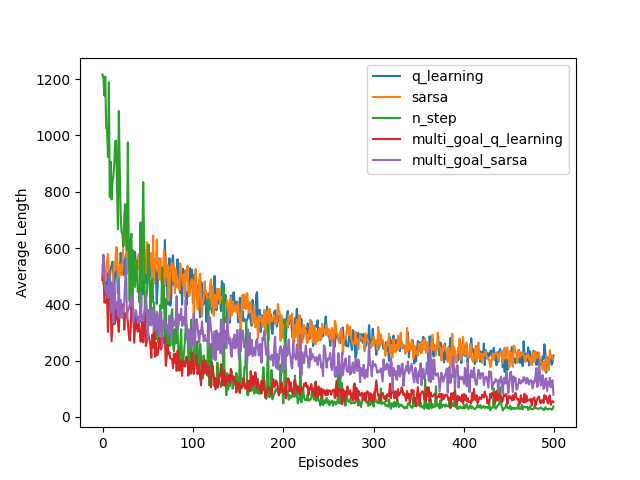 1200
1000
800
600
400
200
0
Average Length
q_learning
sarsa
n_step
multi_goal_q_learning
multi_goal_sarsa
0 100 200 300 400 500
Episodes